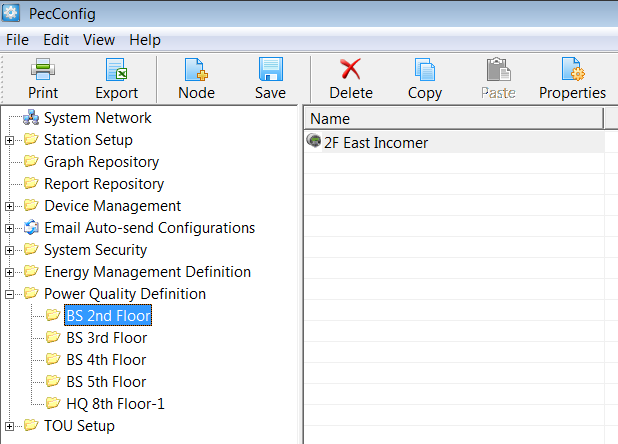 PecConfig
File Edit View Help
Print Export Node Save Delete Copy Paste Properties
System Network
Station Setup
Graph Repository
Report Repository
Device Management
Email Auto-send Configurations
System Security
Energy Management Definition
Power Quality Definition
BS 2nd Floor
BS 3rd Floor
BS 4th Floor
BS 5th Floor
HQ 8th Floor-1
TOU Setup
Name
2F East Incomer